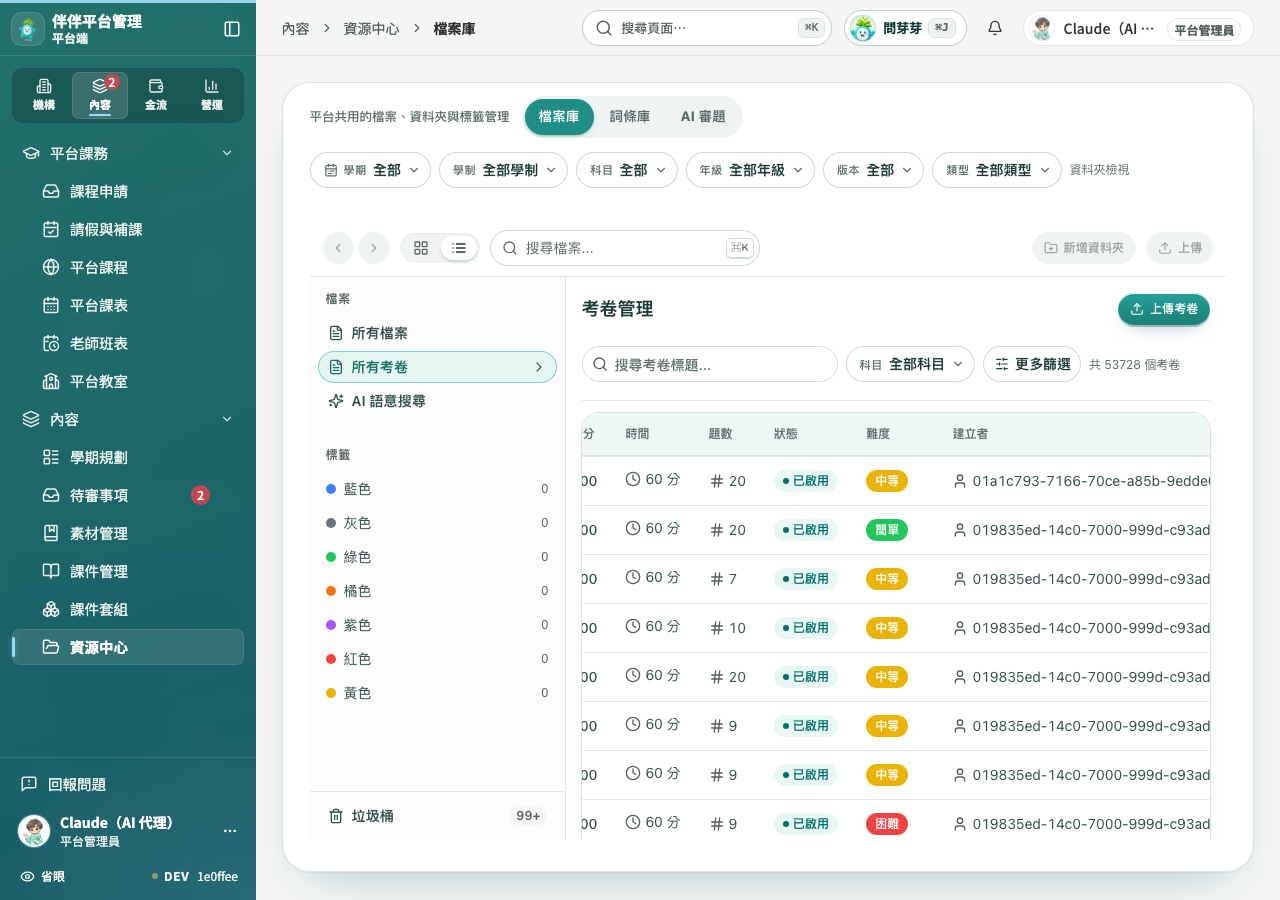 伴伴平台管理
平台端
機構
內容
2
金流
營運
平台課務
課程申請
請假與補課
平台課程
平台課表
老師班表
平台教室
內容
學期規劃
待審事項
2
素材管理
課件管理
課件套組
資源中心
回報問題
Claude（AI 代理）
平台管理員
省眼
DEV 1e0ffee
內容 > 資源中心 > 檔案庫
搜尋頁面… ⌘K
問芽芽 ⌘J
Claude（AI … 平台管理員
平台共用的檔案、資料夾與標籤管理
檔案庫
詞條庫
AI 審題
學期 全部
學制 全部學制
科目 全部
年級 全部年級
版本 全部
類型 全部類型
資料夾檢視
搜尋檔案... ⌘K
新增資料夾
上傳
檔案
所有檔案
所有考卷
AI 語意搜尋
標籤
藍色 0
灰色 0
綠色 0
橘色 0
紫色 0
紅色 0
黃色 0
垃圾桶 99+
考卷管理
上傳考卷
搜尋考卷標題...
科目 全部科目
更多篩選
共 53728 個考卷
分 時間 題數 狀態 難度 建立者
00 60 分 # 20 已啟用 中等 01a1c793-7166-70ce-a85b-9edde
00 60 分 # 20 已啟用 簡單 019835ed-14c0-7000-999d-c93ad
00 60 分 # 7 已啟用 中等 019835ed-14c0-7000-999d-c93ad
00 60 分 # 10 已啟用 中等 019835ed-14c0-7000-999d-c93ad
00 60 分 # 20 已啟用 中等 019835ed-14c0-7000-999d-c93ad
00 60 分 # 9 已啟用 中等 019835ed-14c0-7000-999d-c93ad
00 60 分 # 9 已啟用 中等 019835ed-14c0-7000-999d-c93ad
00 60 分 # 9 已啟用 困難 019835ed-14c0-7000-999d-c93ad